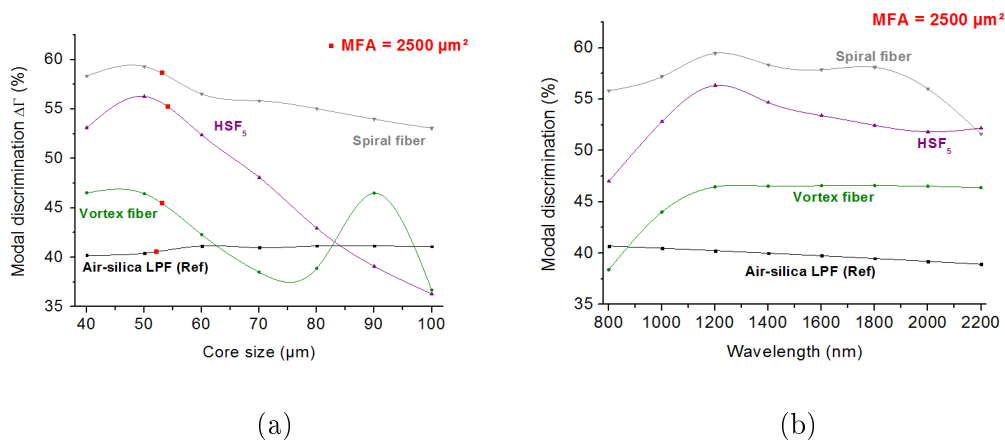 MFA = 2500 µm²
Modal discrimination ΔΓ (%)
60
55
50
45
40
35
HSF₅
Spiral fiber
Vortex fiber
Air-silica LPF (Ref)
40 50 60 70 80 90 100
Core size (µm)
(a)
MFA = 2500 µm²
Modal discrimination (%)
60
55
50
45
40
35
Spiral fiber
HSF₅
Vortex fiber
Air-silica LPF (Ref)
800 1000 1200 1400 1600 1800 2000 2200
Wavelength (nm)
(b)